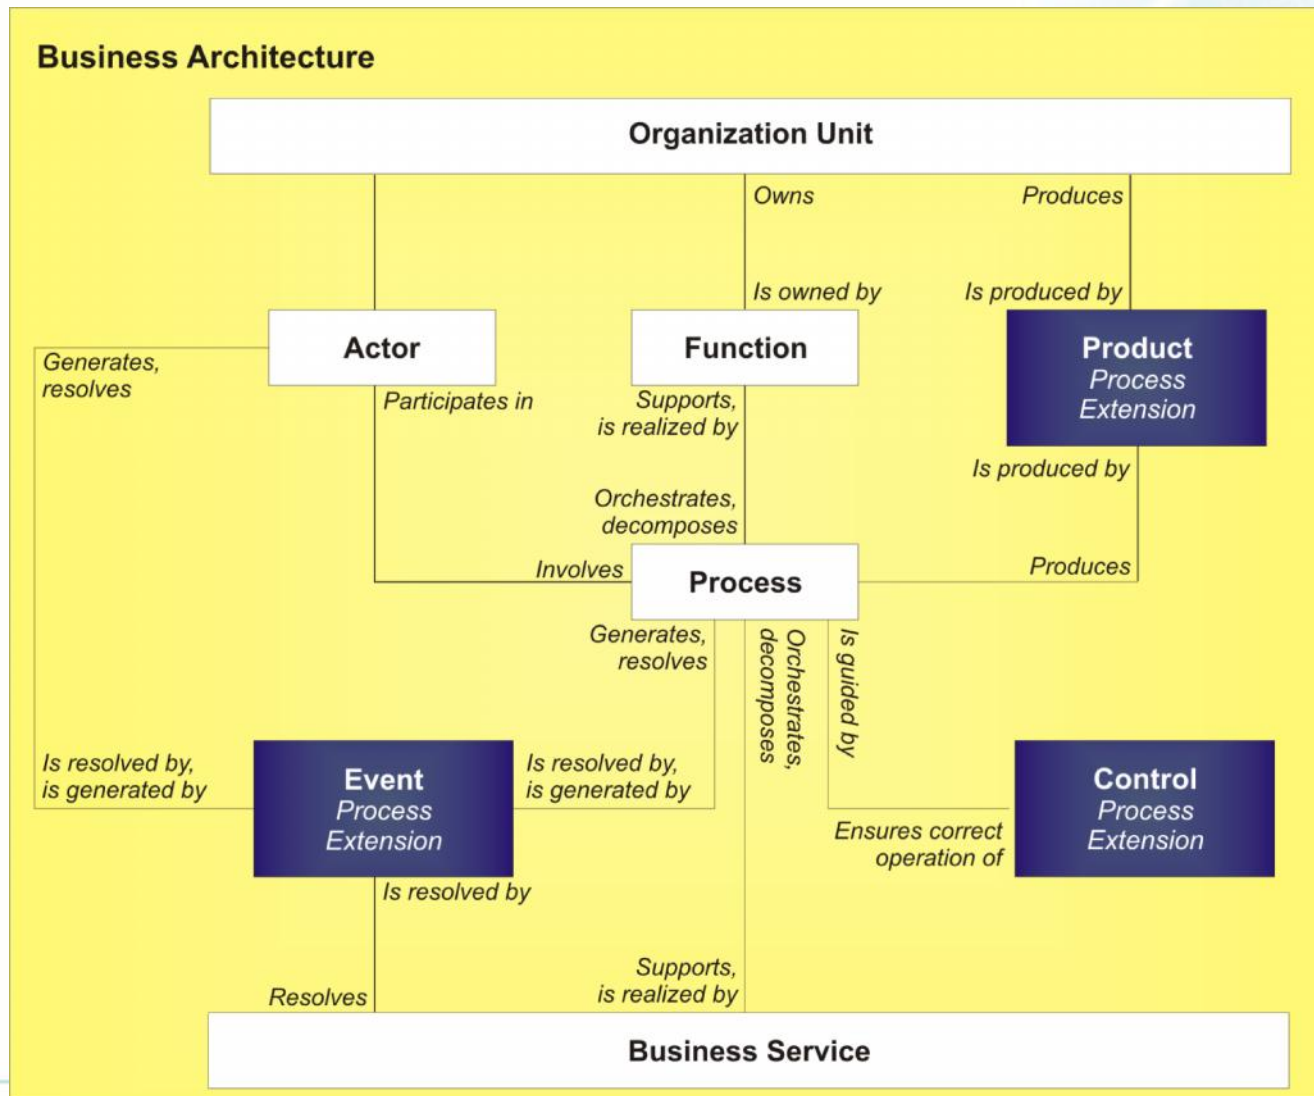 Business Architecture
Organization Unit
Owns
Produces
Is owned by
Is produced by
Actor
Function
Product
Process
Extension
Generates,
resolves
Participates in
Supports,
is realized by
Is produced by
Orchestrates,
decomposes
Involves
Process
Produces
Generates,
resolves
Orchestrates,
decomposes
Is guided by
Is resolved by,
is generated by
Event
Process
Extension
Is resolved by,
is generated by
Control
Process
Extension
Ensures correct
operation of
Is resolved by
Resolves
Supports,
is realized by
Business Service